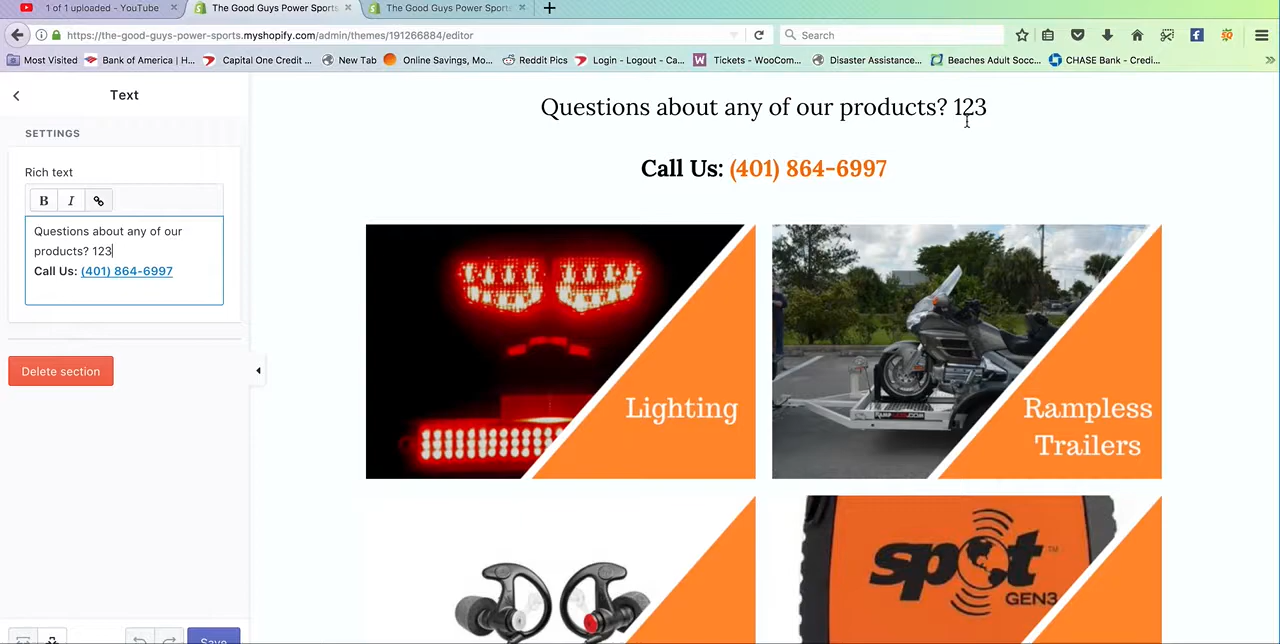 1 of 1 uploaded - YouTube
The Good Guys Power Sports
The Good Guys Power Sports
https://the-good-guys-power-sports.myshopify.com/admin/themes/191266884/editor
Search
Most Visited
Bank of America | H...
Capital One Credit ...
New Tab
Online Savings, Mo...
Reddit Pics
Login - Logout - Ca...
Tickets - WooCom...
Disaster Assistance...
Beaches Adult Socc...
CHASE Bank - Credi...
Text
SETTINGS
Rich text
B I
Questions about any of our
products? 123
Call Us: (401) 864-6997
Delete section
Save
Questions about any of our products? 123
Call Us: (401) 864-6997
Lighting
Rampless
Trailers
spot
GEN3